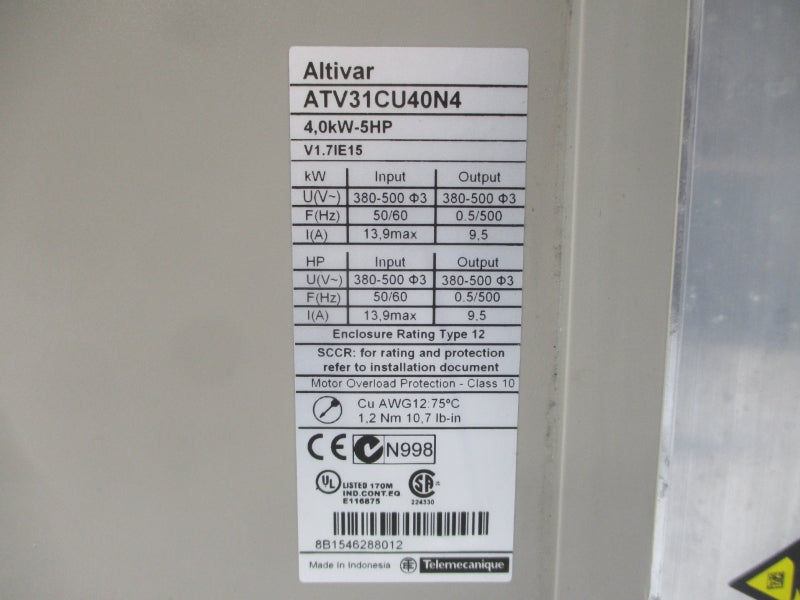 Altivar
ATV31CU40N4
4,0kW-5HP
V1.7IE15
kW Input Output
U(V~) 380-500 Φ3 380-500 Φ3
F(Hz) 50/60 0.5/500
I(A) 13,9max 9,5
HP Input Output
U(V~) 380-500 Φ3 380-500 Φ3
F(Hz) 50/60 0.5/500
I(A) 13,9max 9.5
Enclosure Rating Type 12
SCCR: for rating and protection
refer to installation document
Motor Overload Protection - Class 10
Cu AWG12:75ºC
1,2 Nm 10,7 lb-in
CE N998
UL LISTED 170M
IND.CONT.EQ
E116875
SA
224330
8B1546288012
Made in Indonesia Telemecanique